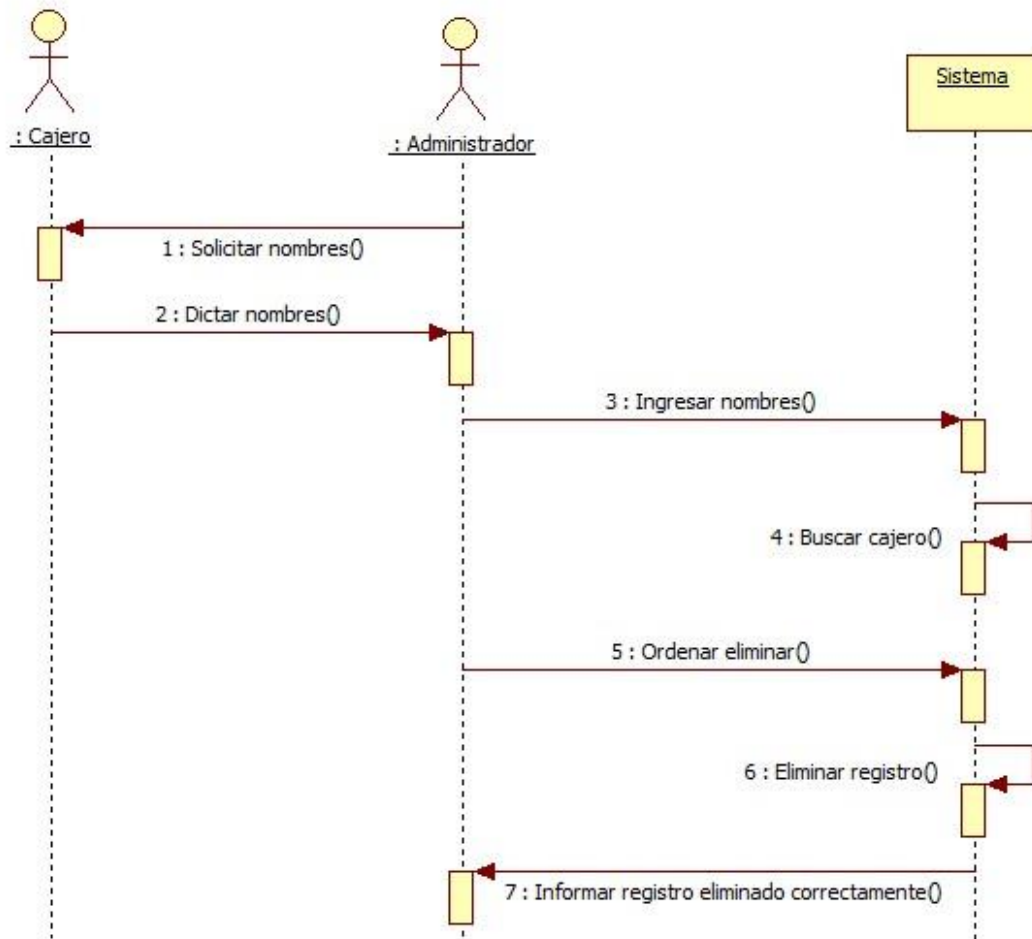 : Cajero
: Administrador
Sistema
1 : Solicitar nombres()
2 : Dictar nombres()
3 : Ingresar nombres()
4 : Buscar cajero()
5 : Ordenar eliminar()
6 : Eliminar registro()
7 : Informar registro eliminado correctamente()